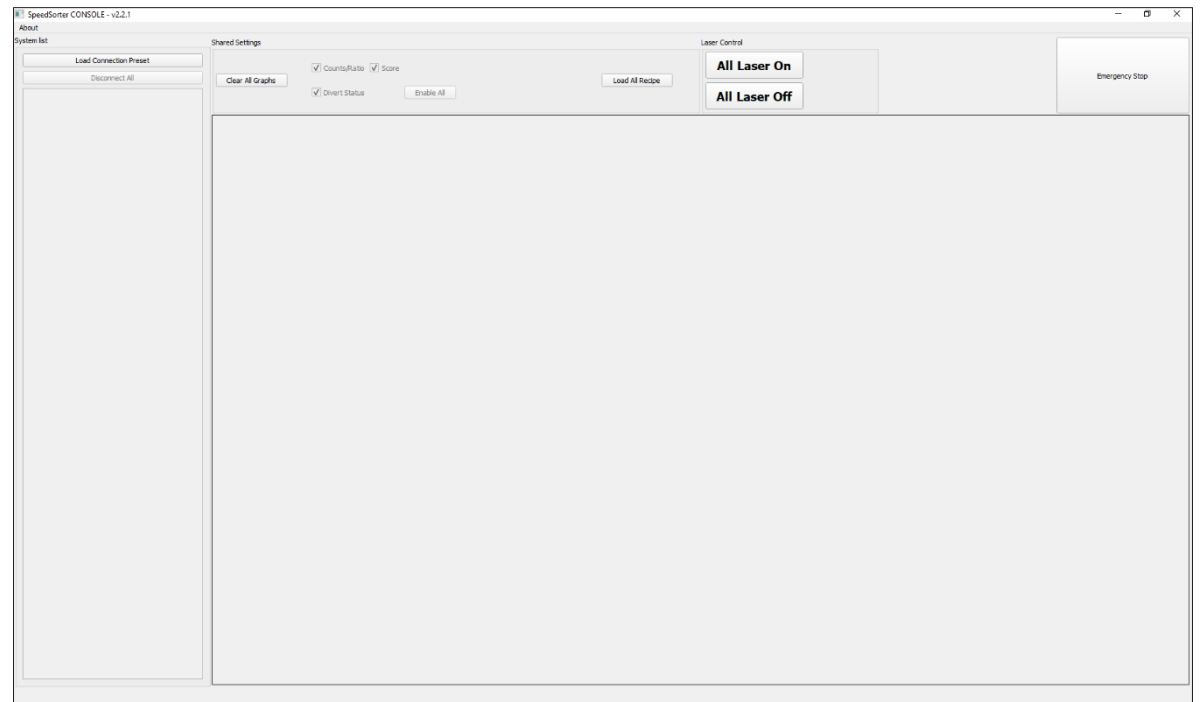 SpeedSorter CONSOLE - v2.2.1
About
System list
Load Connection Preset
Disconnect All
Shared Settings
Clear All Graphs
Counts/Ratio
Score
Divert Status
Enable All
Load All Recipe
Laser Control
All Laser On
All Laser Off
Emergency Stop